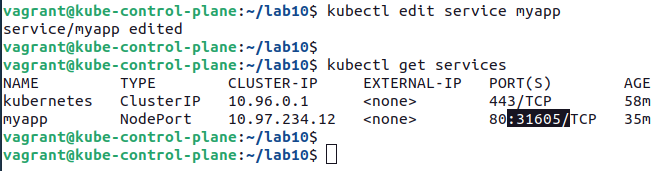 vagrant@kube-control-plane:~/lab10$ kubectl edit service myapp
service/myapp edited
vagrant@kube-control-plane:~/lab10$
vagrant@kube-control-plane:~/lab10$ kubectl get services
NAME         TYPE        CLUSTER-IP      EXTERNAL-IP   PORT(S)        AGE
kubernetes   ClusterIP   10.96.0.1       <none>        443/TCP        58m
myapp        NodePort    10.97.234.12    <none>        80:31605/TCP   35m
vagrant@kube-control-plane:~/lab10$
vagrant@kube-control-plane:~/lab10$